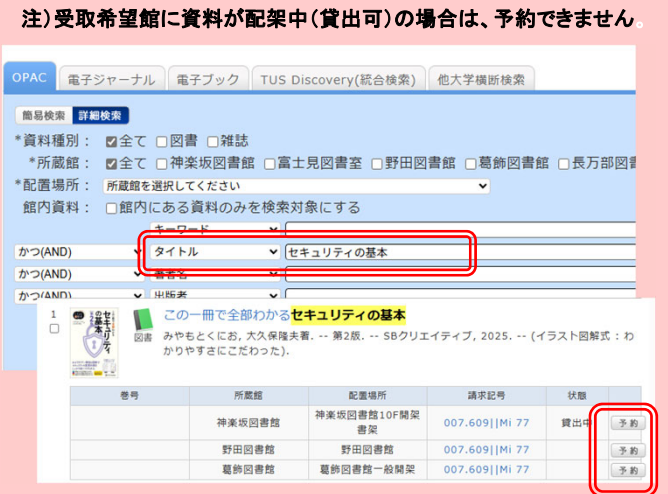 注）受取希望館に資料が配架中（貸出可）の場合は、予約できません。
OPAC 電子ジャーナル 電子ブック TUS Discovery(統合検索) 他大学横断検索
簡易検索 詳細検索
*資料種別： 全て 図書 雑誌
*所蔵館： 全て 神楽坂図書館 富士見図書室 野田図書館 葛飾図書館 長万部図書
*配置場所： 所蔵館を選択してください
館内資料： 館内にある資料のみを検索対象にする
キーワード
かつ(AND) タイトル セキュリティの基本
かつ(AND) 著者名
かつ(AND) 出版者
1 この一冊で全部わかるセキュリティの基本
図書 みやもとくにお, 大久保隆夫著. -- 第2版. -- SBクリエイティブ, 2025. -- (イラスト図解式 : わ
かりやすさにこだわった).
巻号 所蔵館 配置場所 請求記号 状態
神楽坂図書館 神楽坂図書館10F開架
書架 007.609||Mi 77 貸出中 予約
野田図書館 野田図書館 007.609||Mi 77 予約
葛飾図書館 葛飾図書館一般開架 007.609||Mi 77 予約